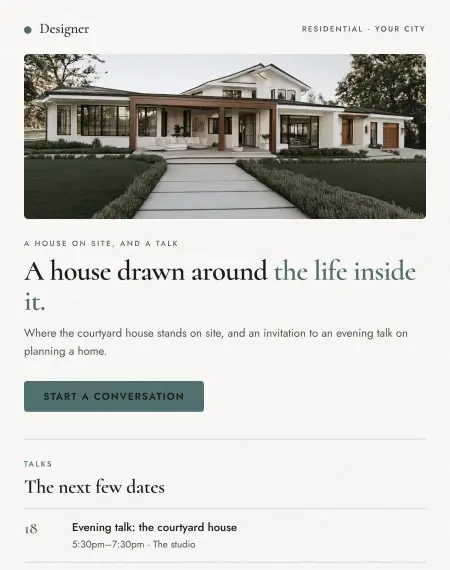 Designer
RESIDENTIAL · YOUR CITY
A HOUSE ON SITE, AND A TALK
A house drawn around the life inside
it.
Where the courtyard house stands on site, and an invitation to an evening talk on
planning a home.
START A CONVERSATION
TALKS
The next few dates
18
Evening talk: the courtyard house
5:30pm–7:30pm · The studio